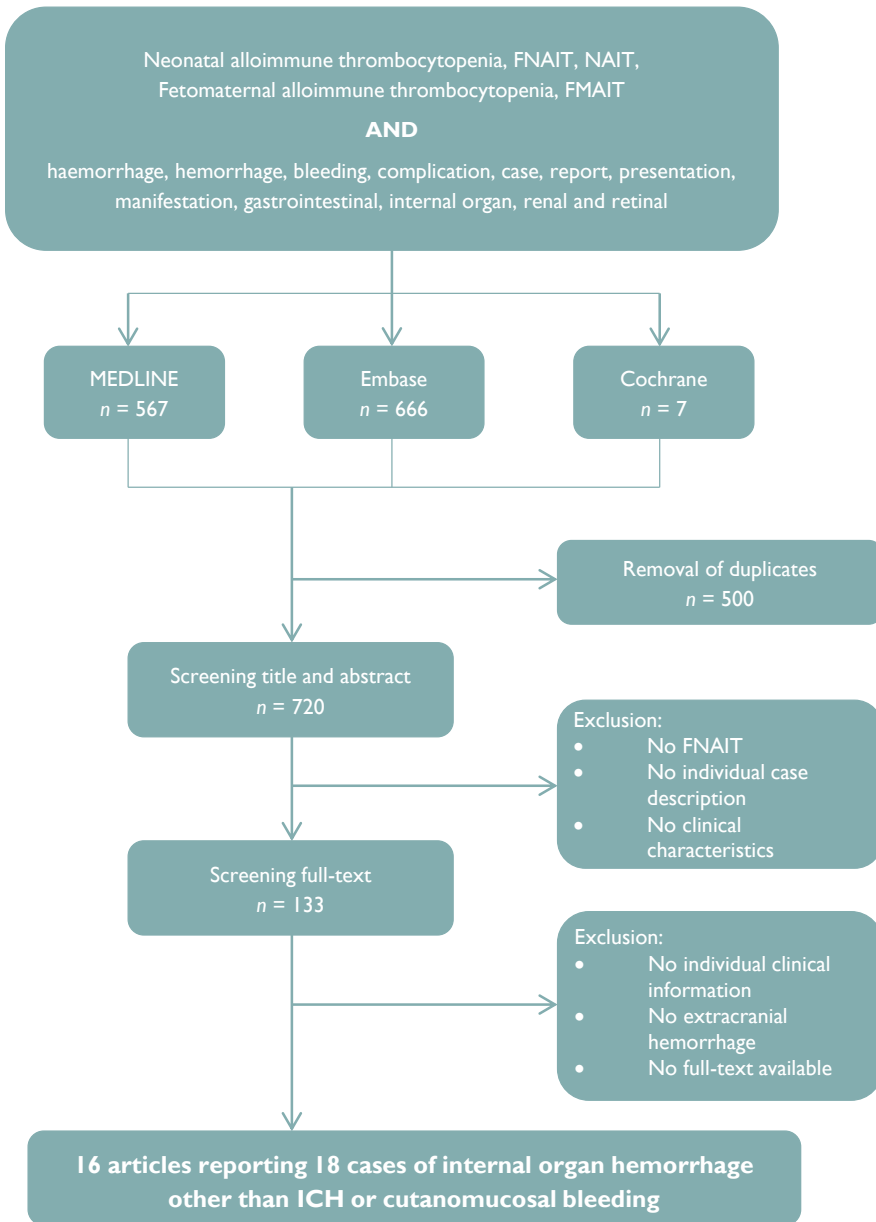 Neonatal alloimmune thrombocytopenia, FNAIT, NAIT,
Fetomaternal alloimmune thrombocytopenia, FMAIT
AND
haemorrhage, hemorrhage, bleeding, complication, case, report, presentation,
manifestation, gastrointestinal, internal organ, renal and retinal
MEDLINE
n = 567
Embase
n = 666
Cochrane
n = 7
Removal of duplicates
n = 500
Screening title and abstract
n = 720
Exclusion:
• No FNAIT
• No individual case
description
• No clinical
characteristics
Screening full-text
n = 133
Exclusion:
• No individual clinical
information
• No extracranial
hemorrhage
• No full-text available
16 articles reporting 18 cases of internal organ hemorrhage
other than ICH or cutanomucosal bleeding